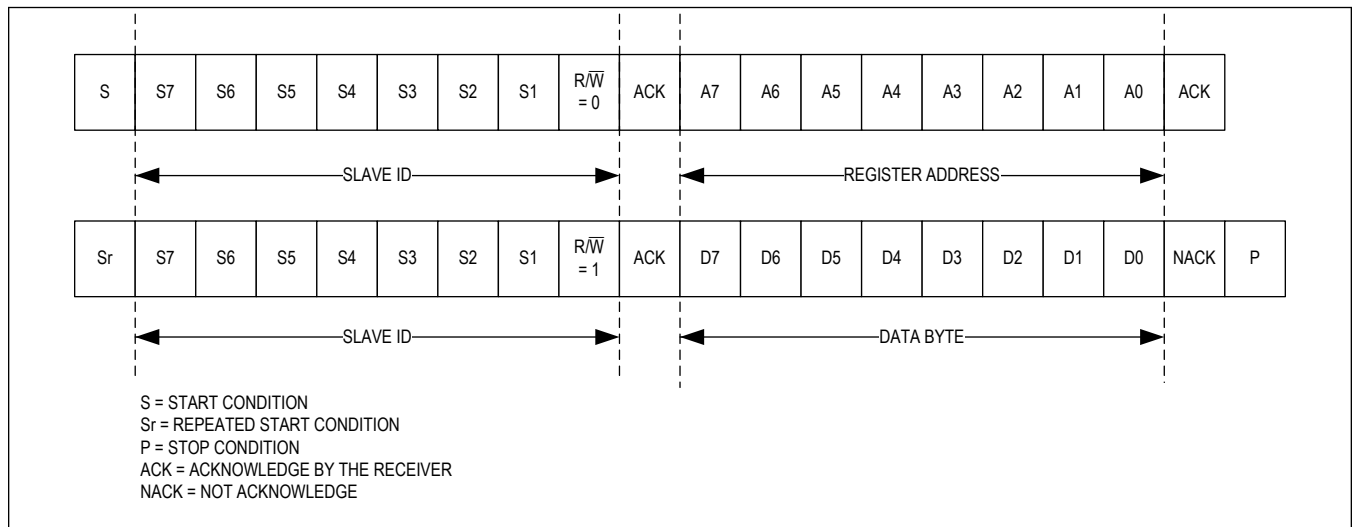 S S7 S6 S5 S4 S3 S2 S1 R/W̅ = 0 ACK A7 A6 A5 A4 A3 A2 A1 A0 ACK
SLAVE ID REGISTER ADDRESS
Sr S7 S6 S5 S4 S3 S2 S1 R/W̅ = 1 ACK D7 D6 D5 D4 D3 D2 D1 D0 NACK P
SLAVE ID DATA BYTE
S = START CONDITION
Sr = REPEATED START CONDITION
P = STOP CONDITION
ACK = ACKNOWLEDGE BY THE RECEIVER
NACK = NOT ACKNOWLEDGE